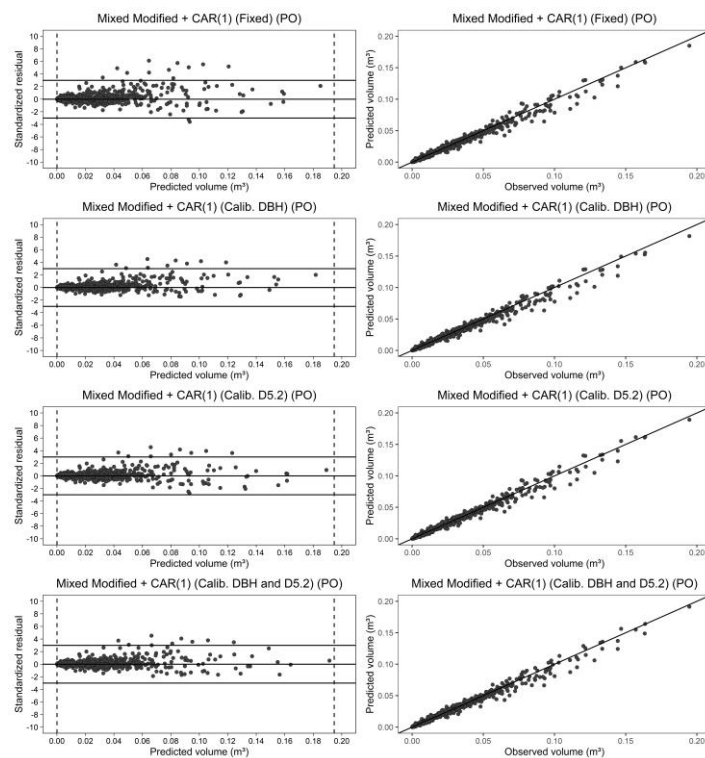 Mixed Modified + CAR(1) (Fixed) (PO)
Standardized residual
10
8
6
4
2
0
-2
-4
-6
-8
-10
0.00 0.02 0.04 0.06 0.08 0.10 0.12 0.14 0.16 0.18 0.20
Predicted volume (m³)
Mixed Modified + CAR(1) (Fixed) (PO)
Predicted volume (m³)
0.20
0.15
0.10
0.05
0.00
0.00 0.05 0.10 0.15 0.20
Observed volume (m³)
Mixed Modified + CAR(1) (Calib. DBH) (PO)
Standardized residual
10
8
6
4
2
0
-2
-4
-6
-8
-10
0.00 0.02 0.04 0.06 0.08 0.10 0.12 0.14 0.16 0.18 0.20
Predicted volume (m³)
Mixed Modified + CAR(1) (Calib. DBH) (PO)
Predicted volume (m³)
0.20
0.15
0.10
0.05
0.00
0.00 0.05 0.10 0.15 0.20
Observed volume (m³)
Mixed Modified + CAR(1) (Calib. D5.2) (PO)
Standardized residual
10
8
6
4
2
0
-2
-4
-6
-8
-10
0.00 0.02 0.04 0.06 0.08 0.10 0.12 0.14 0.16 0.18 0.20
Predicted volume (m³)
Mixed Modified + CAR(1) (Calib. D5.2) (PO)
Predicted volume (m³)
0.20
0.15
0.10
0.05
0.00
0.00 0.05 0.10 0.15 0.20
Observed volume (m³)
Mixed Modified + CAR(1) (Calib. DBH and D5.2) (PO)
Standardized residual
10
8
6
4
2
0
-2
-4
-6
-8
-10
0.00 0.02 0.04 0.06 0.08 0.10 0.12 0.14 0.16 0.18 0.20
Predicted volume (m³)
Mixed Modified + CAR(1) (Calib. DBH and D5.2) (PO)
Predicted volume (m³)
0.20
0.15
0.10
0.05
0.00
0.00 0.05 0.10 0.15 0.20
Observed volume (m³)